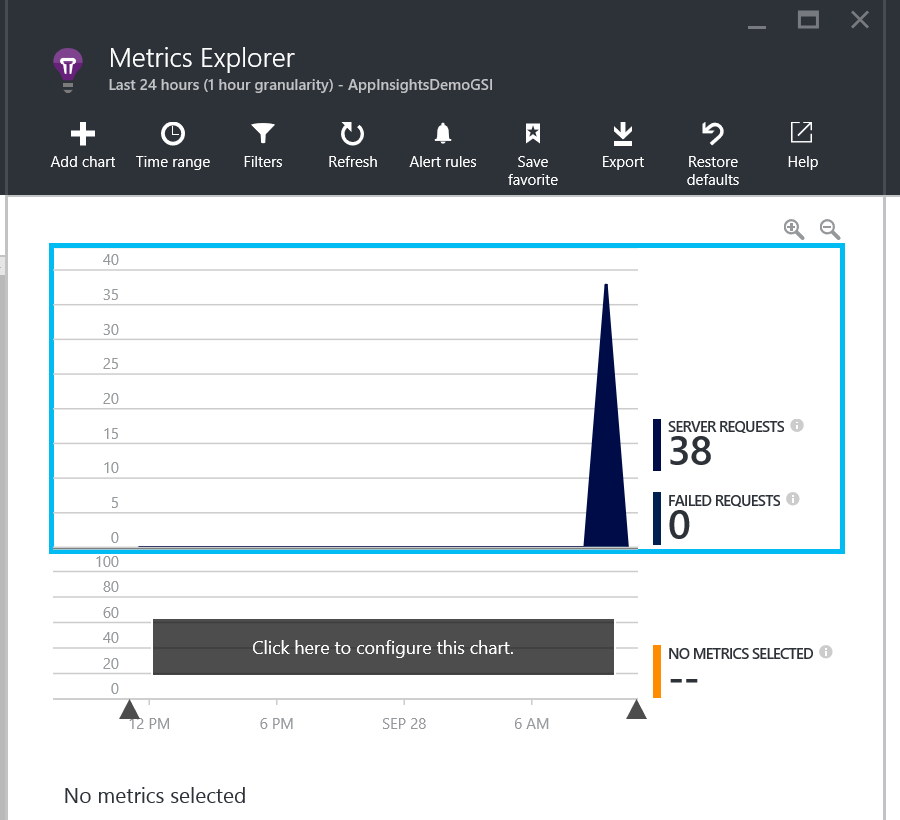 Metrics Explorer
Last 24 hours (1 hour granularity) - AppInsightsDemoGSI
Add chart
Time range
Filters
Refresh
Alert rules
Save
favorite
Export
Restore
defaults
Help
40
35
30
25
20
15
10
5
0
SERVER REQUESTS
38
FAILED REQUESTS
0
100
80
60
40
20
0
Click here to configure this chart.
NO METRICS SELECTED
--
12 PM
6 PM
SEP 28
6 AM
No metrics selected